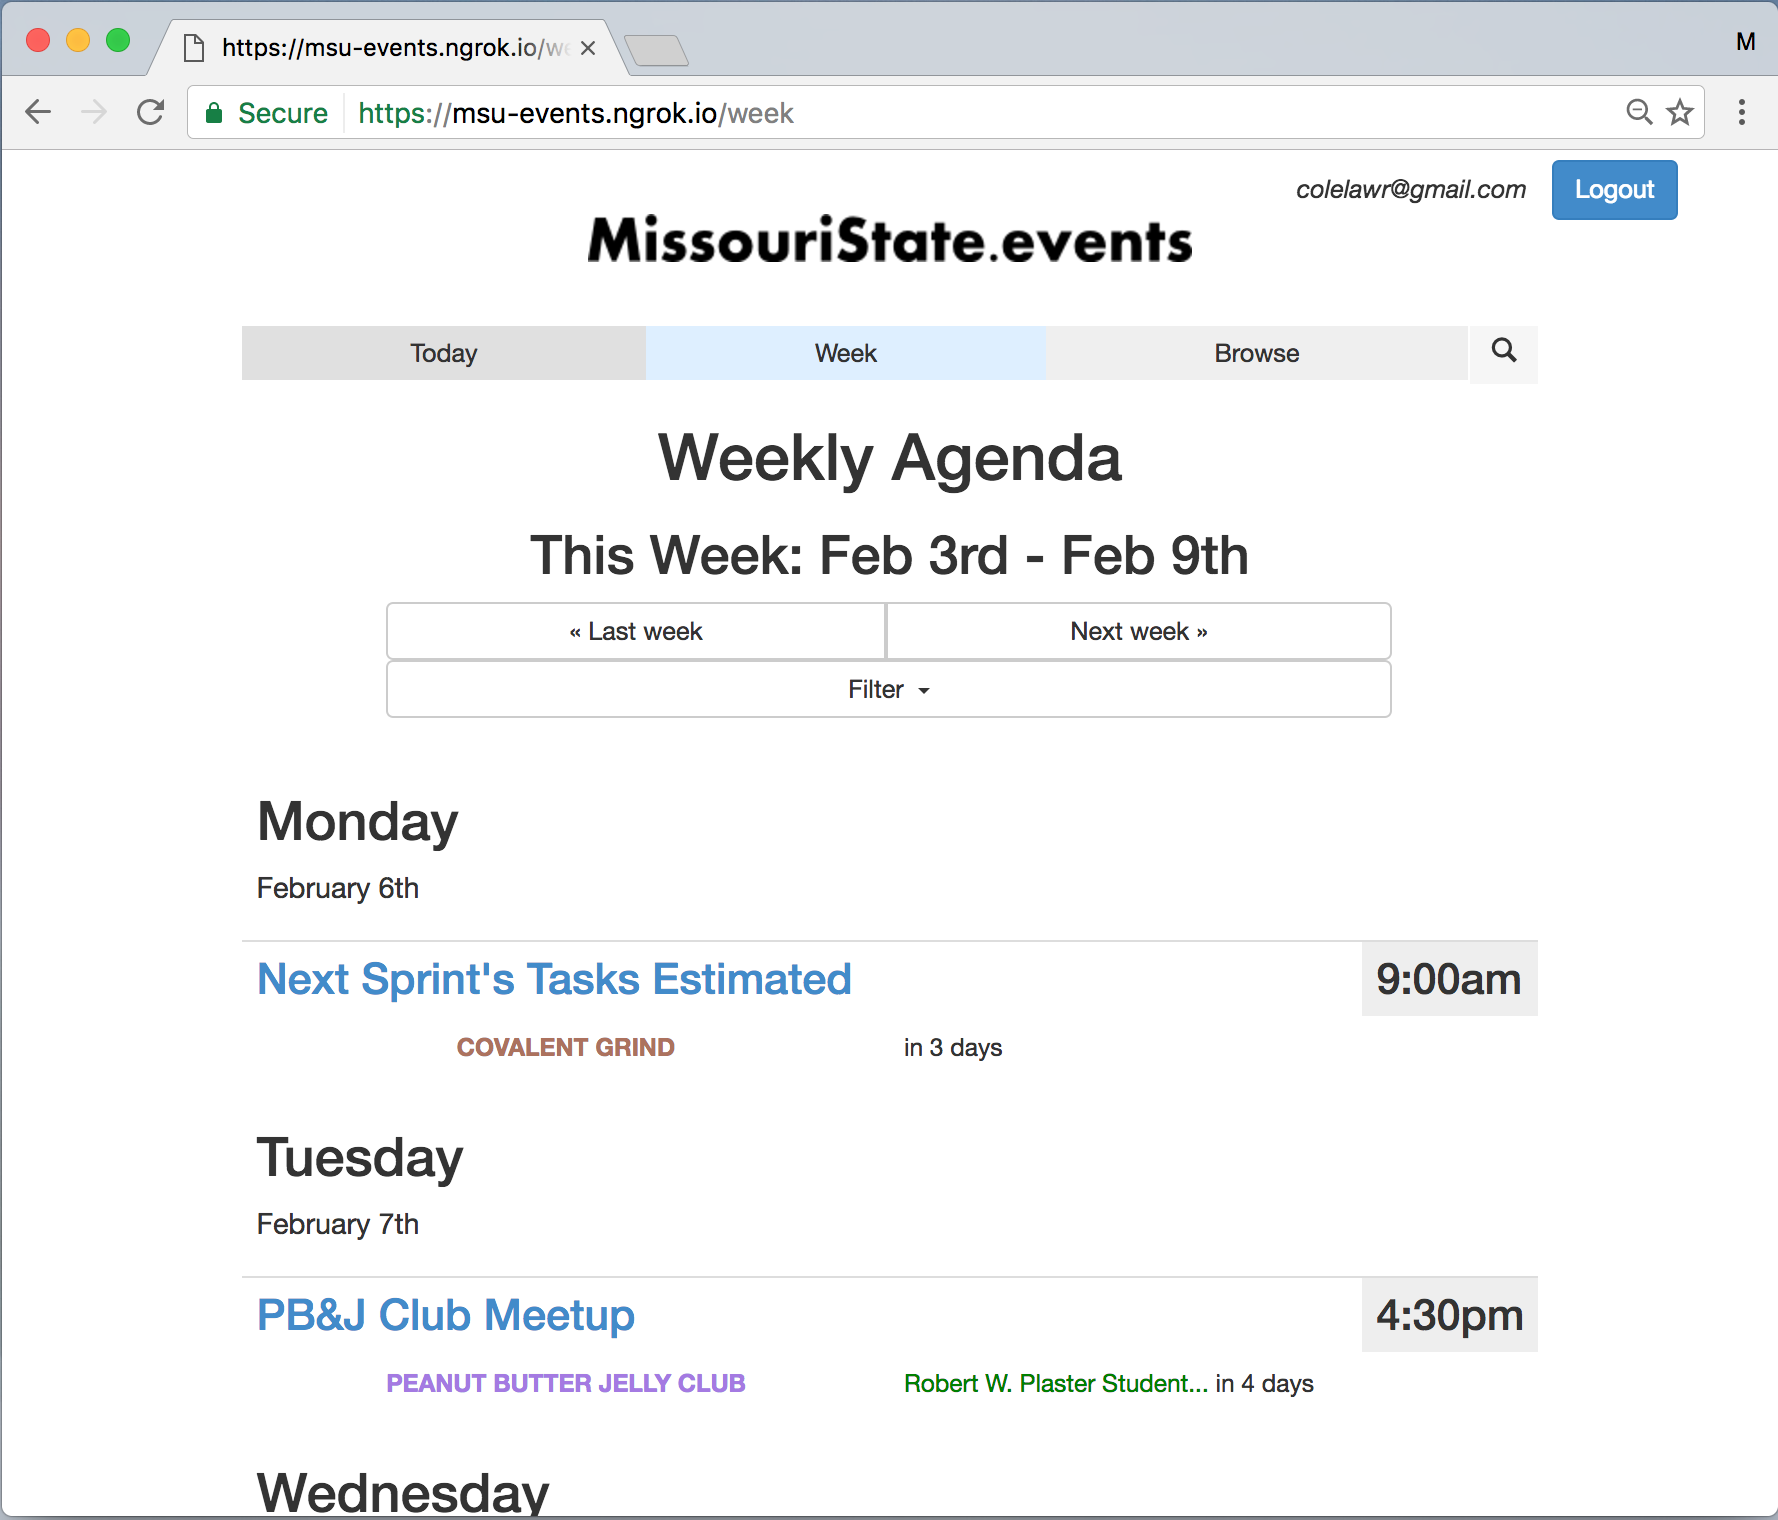 https://msu-events.ngrok.io/we
M
Secure https://msu-events.ngrok.io/week
colelawr@gmail.com Logout
MissouriState.events
Today Week Browse
Weekly Agenda
This Week: Feb 3rd - Feb 9th
« Last week Next week »
Filter
Monday
February 6th
Next Sprint's Tasks Estimated 9:00am
COVALENT GRIND in 3 days
Tuesday
February 7th
PB&J Club Meetup 4:30pm
PEANUT BUTTER JELLY CLUB Robert W. Plaster Student... in 4 days
Wednesday